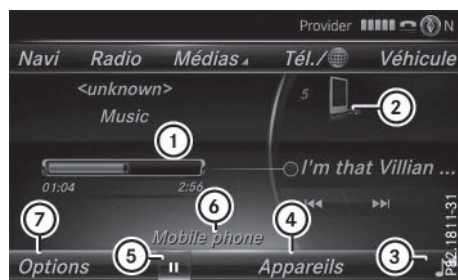 Provider N
Navi Radio Médias Tél./ Véhicule
<unknown>
Music
5
2
1
I'm that Villian ...
01:04 2:56
6
7
4
Mobile phone
5
3
Options Appareils
P82.1811-31